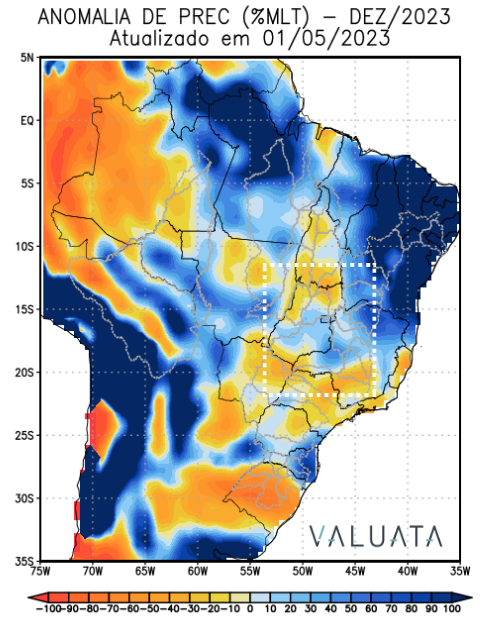 ANOMALIA DE PREC (%MLT) – DEZ/2023
Atualizado em 01/05/2023
5N
EQ
5S
10S
15S
20S
25S
30S
35S
75W 70W 65W 60W 55W 50W 45W 40W 35W
VALUATA
-100 -90 -80 -70 -60 -50 -40 -30 -20 -10 0 10 20 30 40 50 60 70 80 90 100